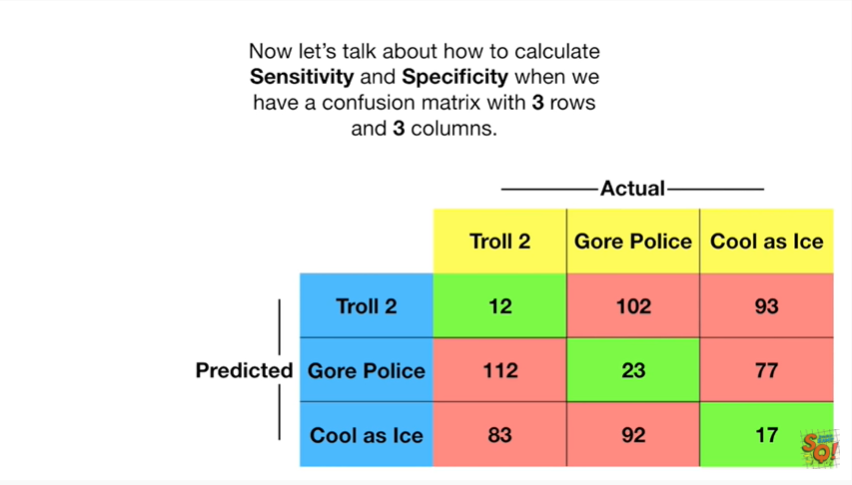 Now let's talk about how to calculate
Sensitivity and Specificity when we
have a confusion matrix with 3 rows
and 3 columns.
Actual
Troll 2 Gore Police Cool as Ice
Troll 2 12 102 93
Predicted Gore Police 112 23 77
Cool as Ice 83 92 17
SQ!